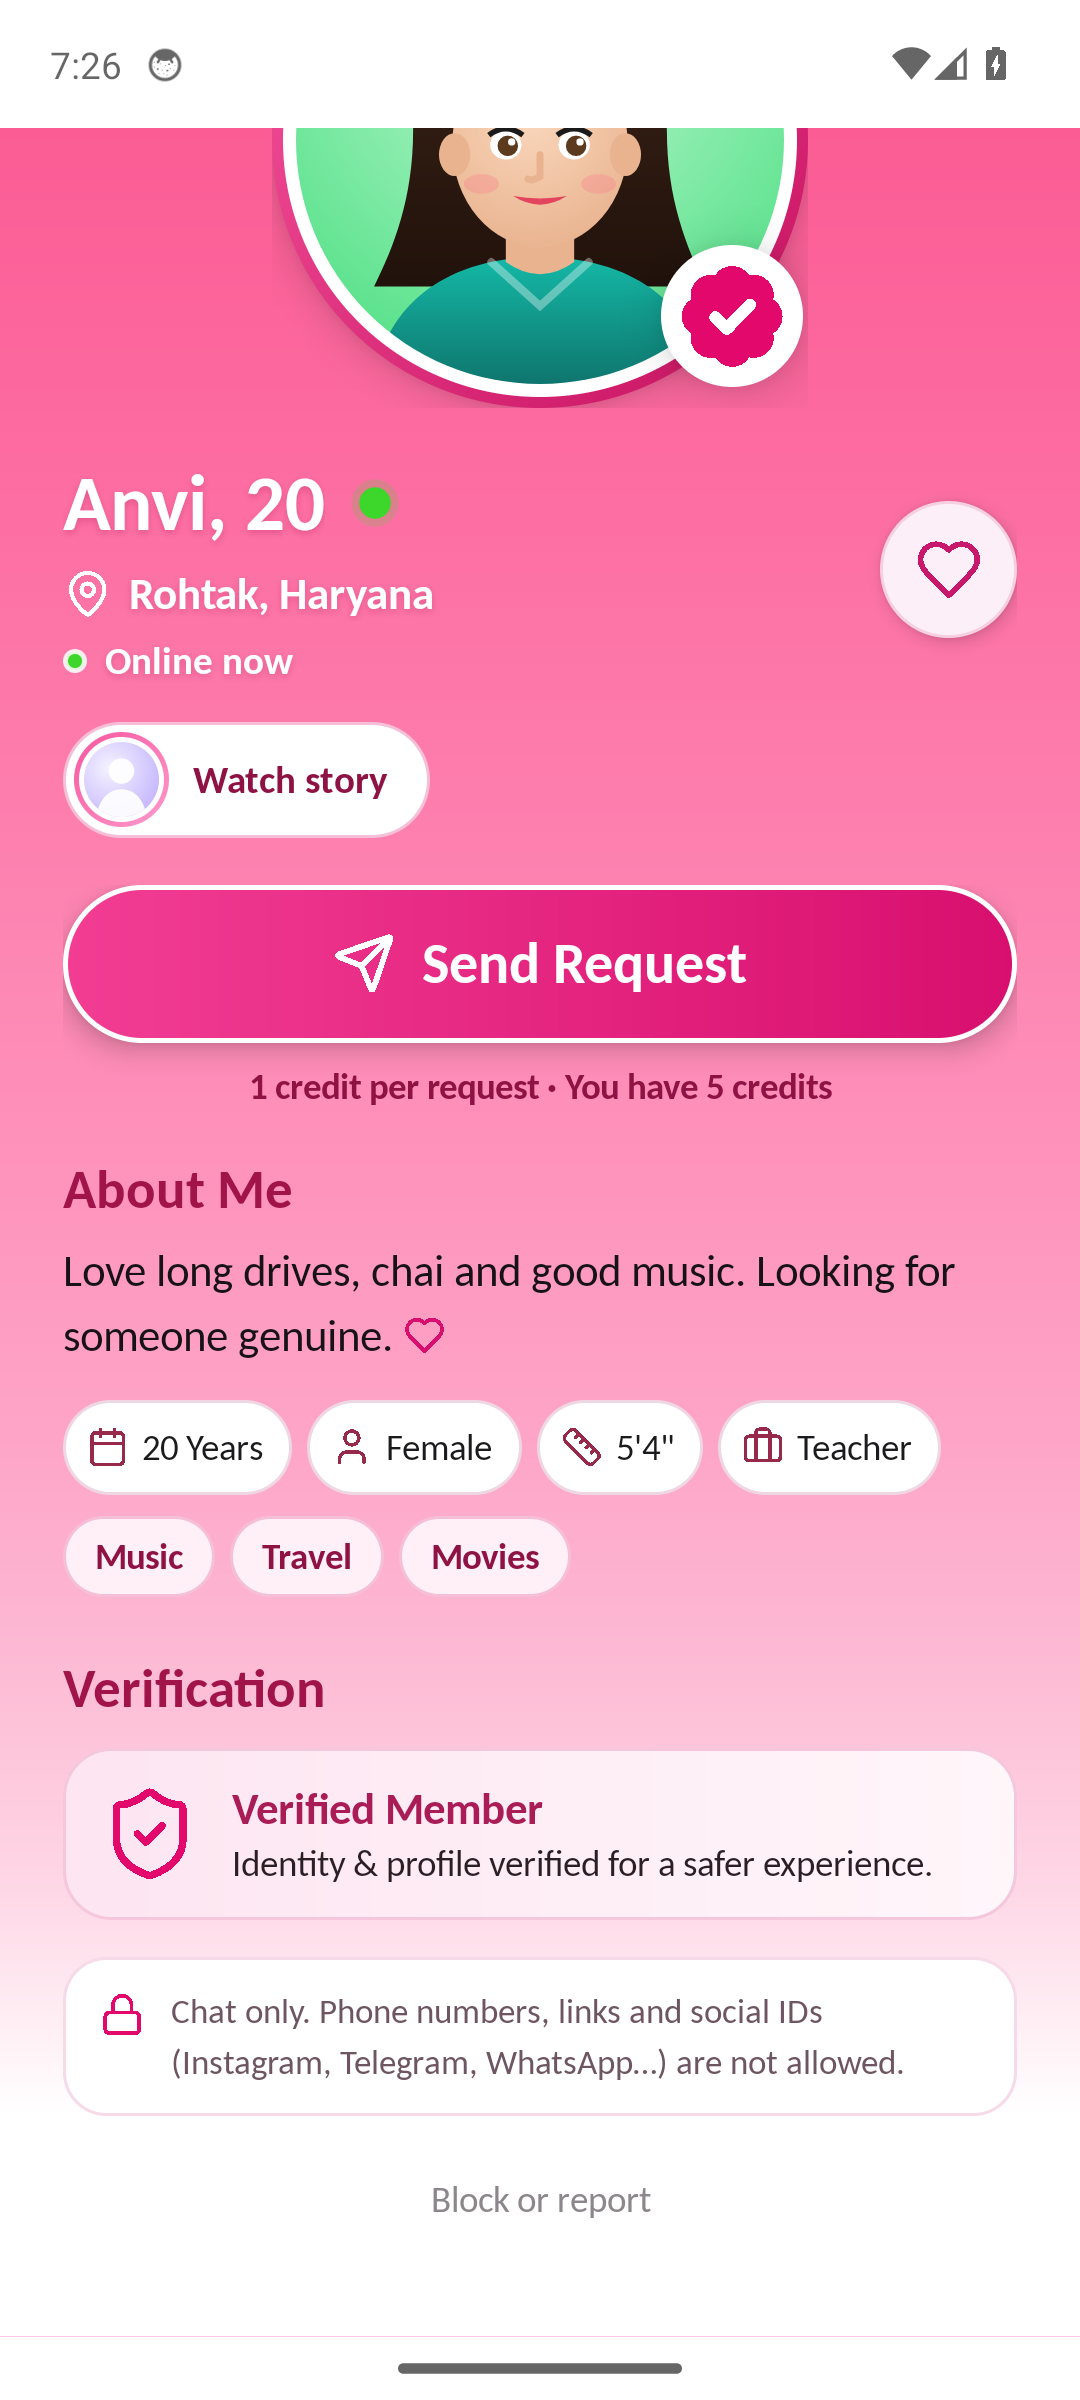 7:26
Anvi, 20
Rohtak, Haryana
Online now
Watch story
Send Request
1 credit per request · You have 5 credits
About Me
Love long drives, chai and good music. Looking for
someone genuine.
20 Years Female 5'4" Teacher
Music Travel Movies
Verification
Verified Member
Identity & profile verified for a safer experience.
Chat only. Phone numbers, links and social IDs
(Instagram, Telegram, WhatsApp...) are not allowed.
Block or report